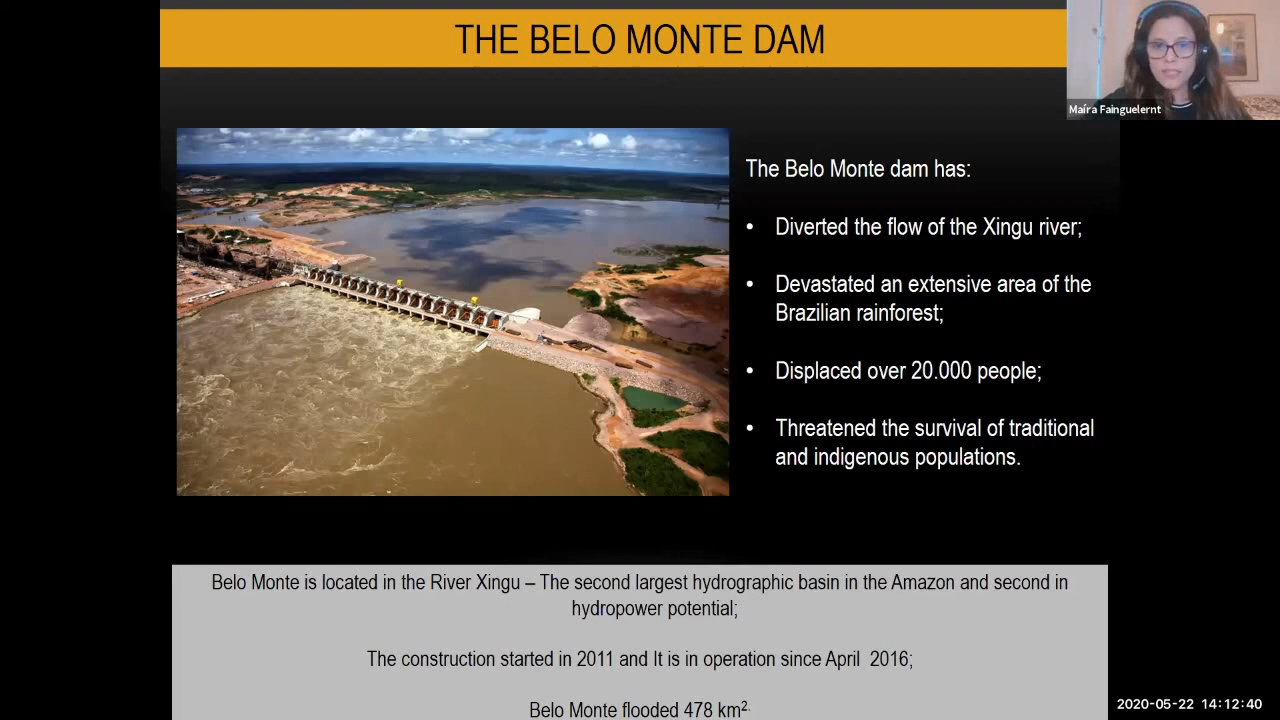 THE BELO MONTE DAM
Maíra Fainguelernt
The Belo Monte dam has:
• Diverted the flow of the Xingu river;
• Devastated an extensive area of the
Brazilian rainforest;
• Displaced over 20.000 people;
• Threatened the survival of traditional
and indigenous populations.
Belo Monte is located in the River Xingu – The second largest hydrographic basin in the Amazon and second in
hydropower potential;
The construction started in 2011 and It is in operation since April 2016;
Belo Monte flooded 478 km².
2020-05-22 14:12:40